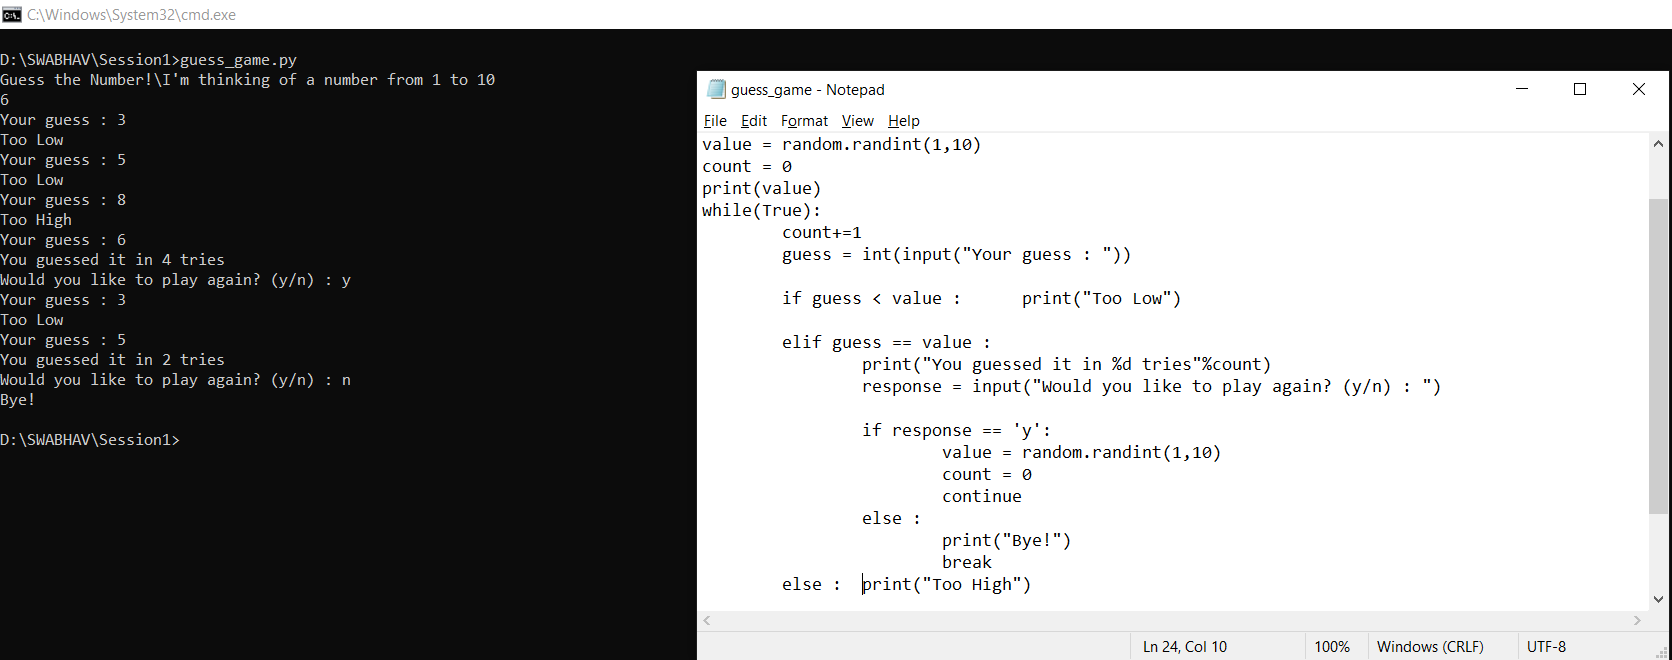 C:\Windows\System32\cmd.exe
D:\SWABHAV\Session1>guess_game.py
Guess the Number!\I'm thinking of a number from 1 to 10
6
Your guess : 3
Too Low
Your guess : 5
Too Low
Your guess : 8
Too High
Your guess : 6
You guessed it in 4 tries
Would you like to play again? (y/n) : y
Your guess : 3
Too Low
Your guess : 5
You guessed it in 2 tries
Would you like to play again? (y/n) : n
Bye!
D:\SWABHAV\Session1>
guess_game - Notepad
File Edit Format View Help
value = random.randint(1,10)
count = 0
print(value)
while(True):
count+=1
guess = int(input("Your guess : "))
if guess < value : print("Too Low")
elif guess == value :
print("You guessed it in %d tries"%count)
response = input("Would you like to play again? (y/n) : ")
if response == 'y':
value = random.randint(1,10)
count = 0
continue
else :
print("Bye!")
break
else : print("Too High")
Ln 24, Col 10 100% Windows (CRLF) UTF-8